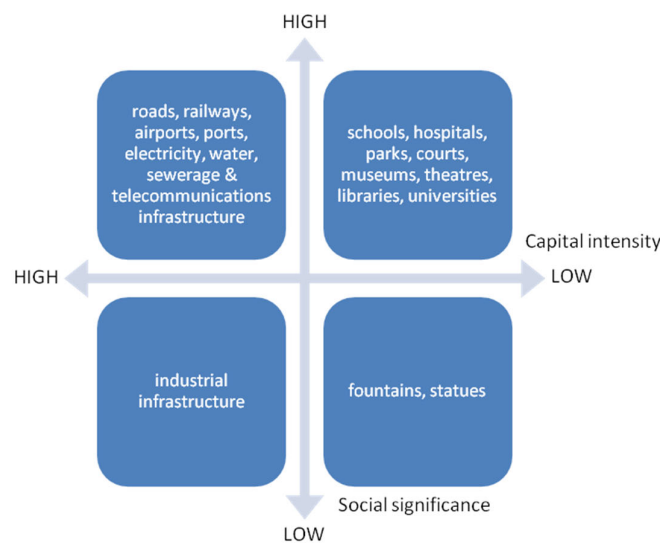 HIGH
roads, railways,
airports, ports,
electricity, water,
sewerage &
telecommunications
infrastructure
schools, hospitals,
parks, courts,
museums, theatres,
libraries, universities
Capital intensity
HIGH
LOW
industrial
infrastructure
fountains, statues
Social significance
LOW